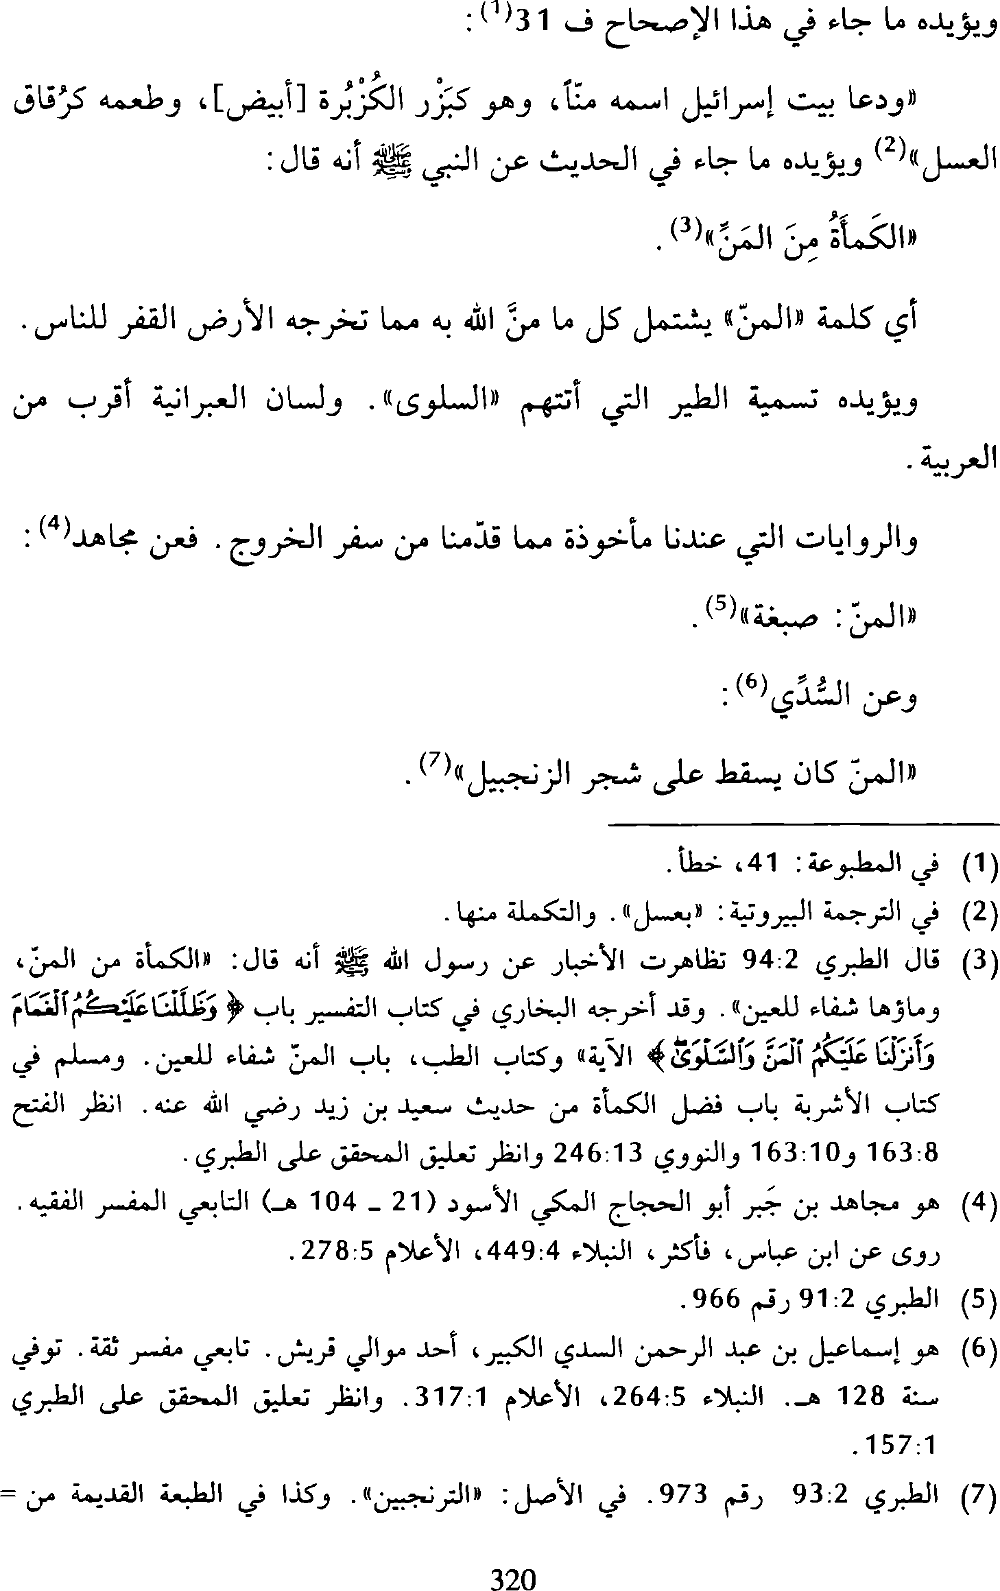 ويؤيده ما جاء في هذا الإصحاح ف 31(1):
«ودعا بيت إسرائيل اسمه منّاً، وهو كبَزْر الكُزْبُرة [أبيض]، وطعمه كرُقاق
العسل»(2) ويؤيده ما جاء في الحديث عن النبي ﷺ أنه قال:
«الكَمأَةُ مِنَ المَنِّ»(3).
أي كلمة «المنّ» يشتمل كل ما منَّ الله به مما تخرجه الأرض القفر للناس.
ويؤيده تسمية الطير التي أتتهم «السلوى». ولسان العبرانية أقرب من
العربية.
والروايات التي عندنا مأخوذة مما قدّمنا من سفر الخروج. فعن مجاهد(4):
«المنّ: صبغة»(5).
وعن السُّدِّي(6):
«المنّ كان يسقط على شجر الزنجبيل»(7).
(1) في المطبوعة: 41، خطأ.
(2) في الترجمة البيروتية: «بعسل». والتكملة منها.
(3) قال الطبري 94:2 تظاهرت الأخبار عن رسول الله ﷺ أنه قال: «الكمأة من المنّ،
وماؤها شفاء للعين». وقد أخرجه البخاري في كتاب التفسير باب ﴿وَظَلَّلْنَا عَلَيْكُمُ ٱلْغَمَامَ
وَأَنزَلْنَا عَلَيْكُمُ ٱلْمَنَّ وَٱلسَّلْوَىٰ﴾ الآية» وكتاب الطب، باب المنّ شفاء للعين. ومسلم في
كتاب الأشربة باب فضل الكمأة من حديث سعيد بن زيد رضي الله عنه. انظر الفتح
163:8 و163:10 والنووي 246:13 وانظر تعليق المحقق على الطبري.
(4) هو مجاهد بن جَبر أبو الحجاج المكي الأسود (21 - 104 هـ) التابعي المفسر الفقيه.
روى عن ابن عباس، فأكثر، النبلاء 449:4، الأعلام 278:5.
(5) الطبري 91:2 رقم 966.
(6) هو إسماعيل بن عبد الرحمن السدي الكبير، أحد موالي قريش. تابعي مفسر ثقة. توفي
سنة 128 هـ. النبلاء 264:5، الأعلام 317:1. وانظر تعليق المحقق على الطبري
157:1.
(7) الطبري 93:2 رقم 973. في الأصل: «الترنجبين». وكذا في الطبعة القديمة من =
320